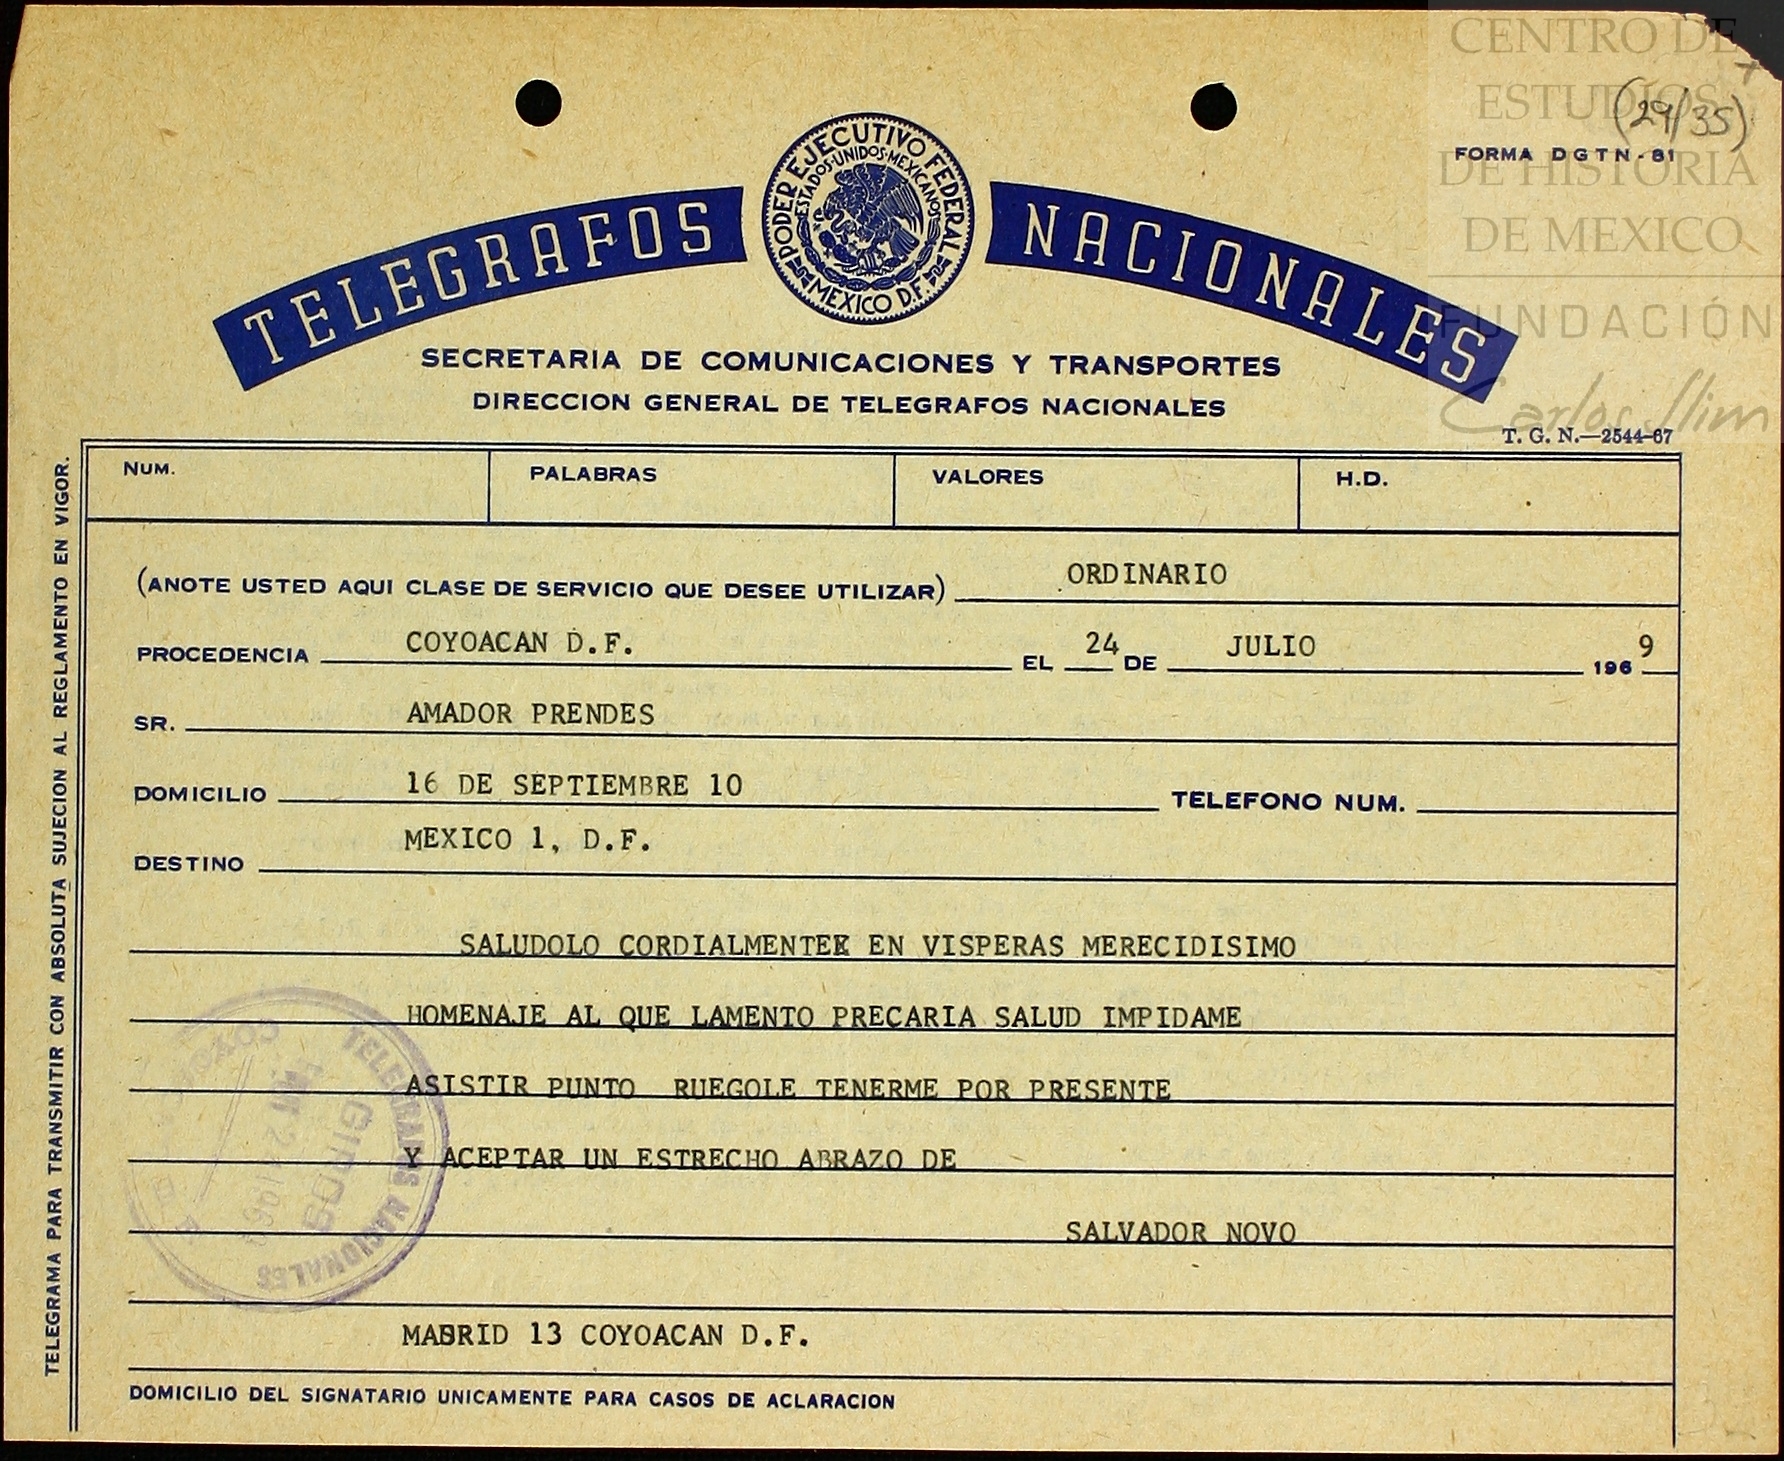 CENTRO DE
ESTUDIOS
DE HISTORIA
DE MEXICO
FUNDACIÓN
Carlos Slim
(29/35)
FORMA DGTN-81
PODER EJECUTIVO FEDERAL
ESTADOS·UNIDOS·MEXICANOS
MEXICO D.F.
TELEGRAFOS NACIONALES
SECRETARIA DE COMUNICACIONES Y TRANSPORTES
DIRECCION GENERAL DE TELEGRAFOS NACIONALES
T. G. N.—2544-67
NUM. PALABRAS VALORES H.D.
(ANOTE USTED AQUI CLASE DE SERVICIO QUE DESEE UTILIZAR) ORDINARIO
PROCEDENCIA COYOACAN D.F. EL 24 DE JULIO 1969
SR. AMADOR PRENDES
DOMICILIO 16 DE SEPTIEMBRE 10 TELEFONO NUM.
DESTINO MEXICO 1, D.F.
SALUDOLO CORDIALMENTE EN VISPERAS MERECIDISIMO
HOMENAJE AL QUE LAMENTO PRECARIA SALUD IMPIDAME
ASISTIR PUNTO RUEGOLE TENERME POR PRESENTE
Y ACEPTAR UN ESTRECHO ABRAZO DE
SALVADOR NOVO
MADRID 13 COYOACAN D.F.
DOMICILIO DEL SIGNATARIO UNICAMENTE PARA CASOS DE ACLARACION
TELEGRAMA PARA TRANSMITIR CON ABSOLUTA SUJECION AL REGLAMENTO EN VIGOR.
TELEGRAFOS NACIONALES
GIROS